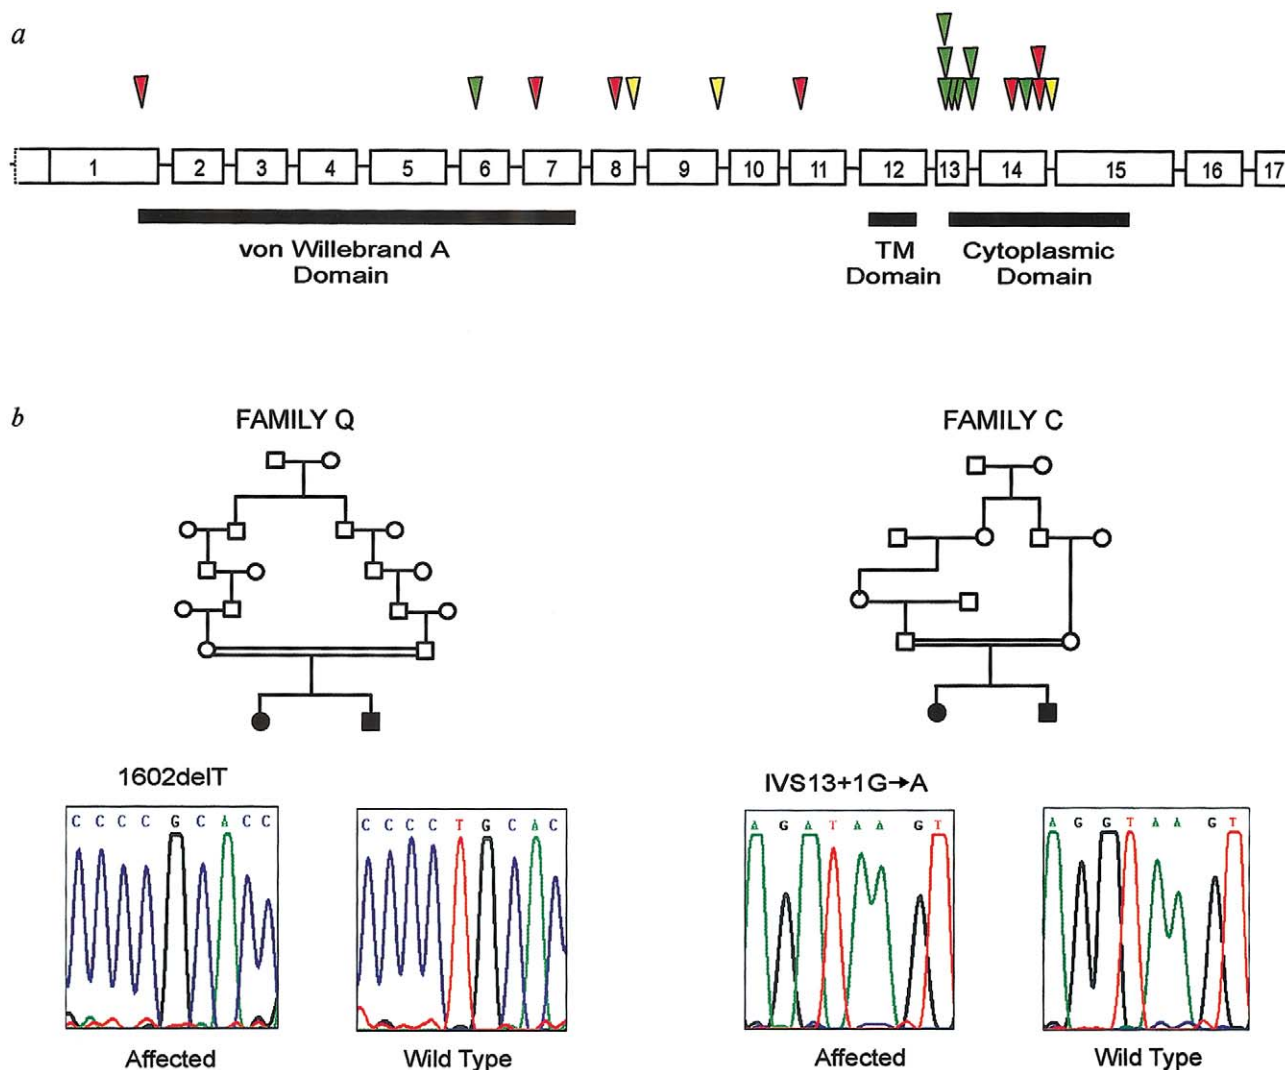 a
1 2 3 4 5 6 7 8 9 10 11 12 13 14 15 16 17
von Willebrand A
Domain
TM
Domain
Cytoplasmic
Domain
b
FAMILY Q
FAMILY C
1602delT
IVS13+1G→A
C C C C G C A C C
C C C C T G C A C
A G A T A A G T
A G G T A A G T
Affected
Wild Type
Affected
Wild Type